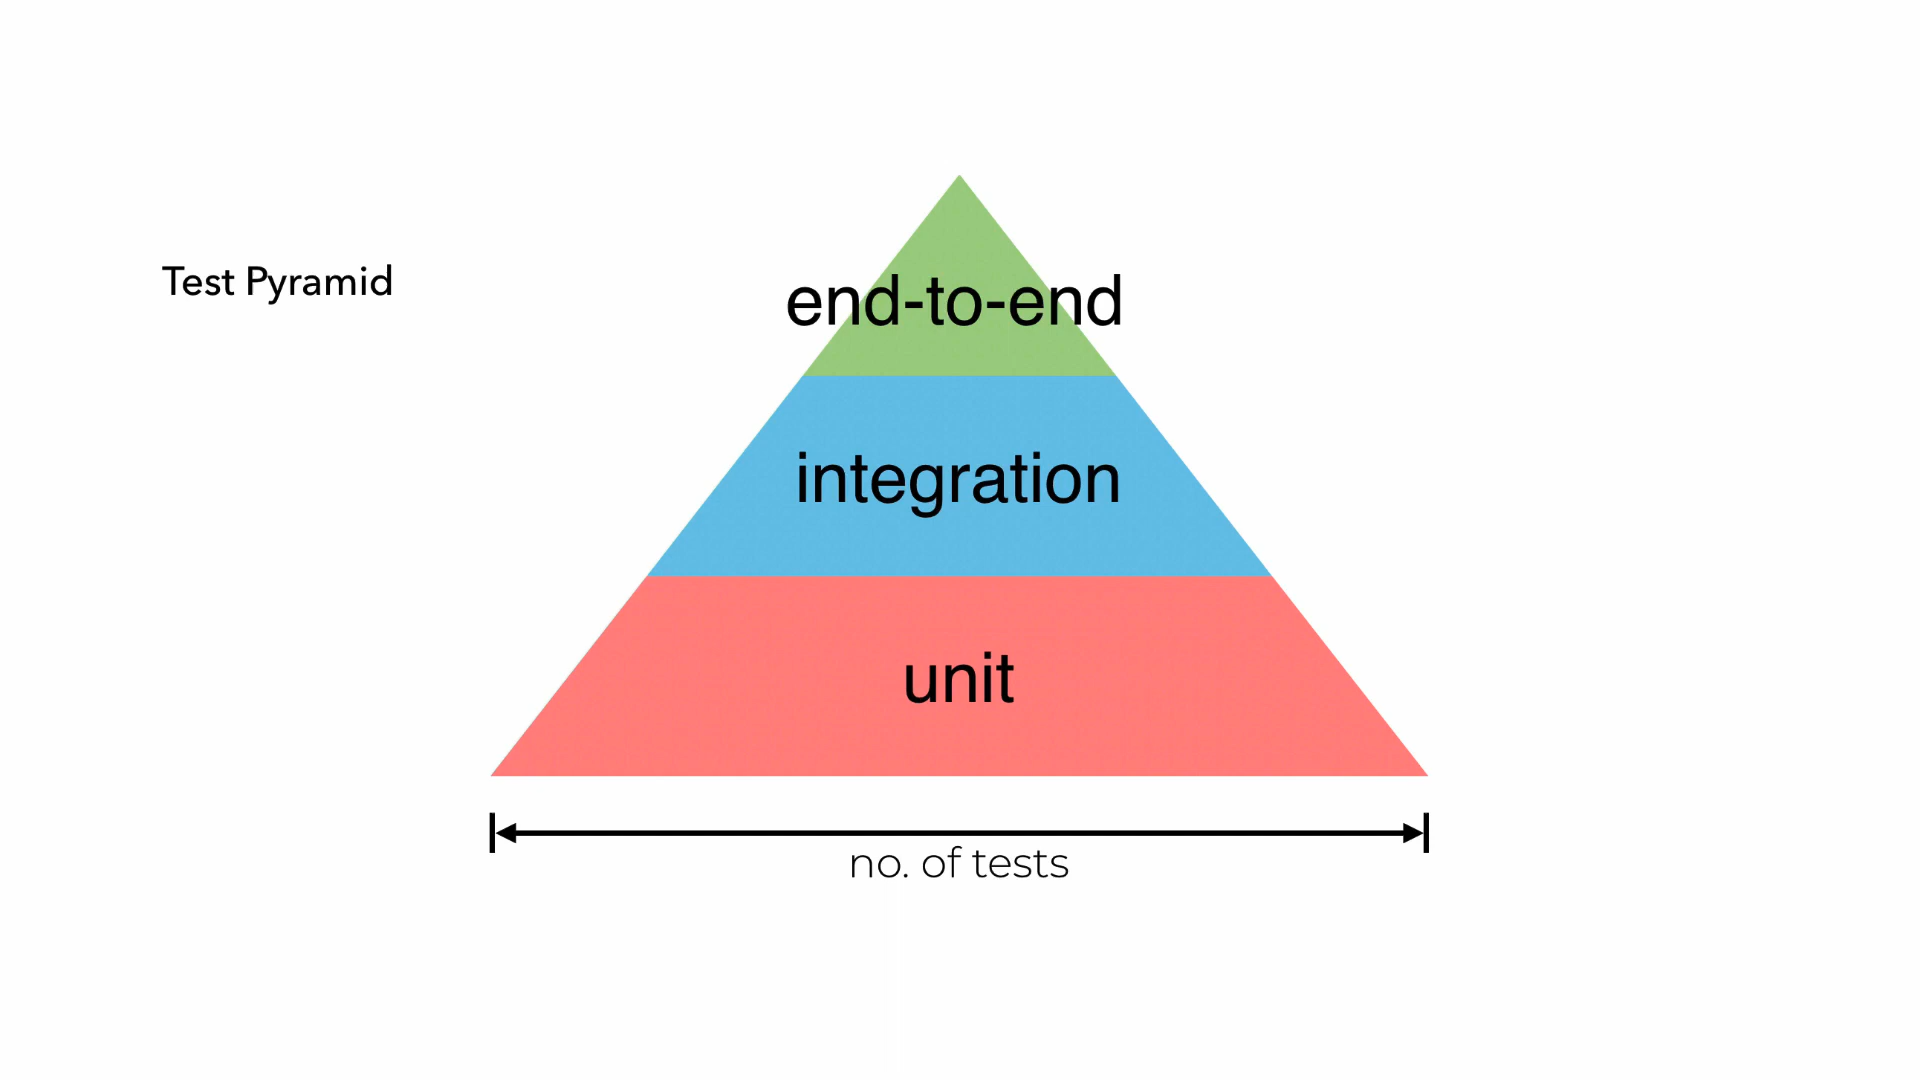 Test Pyramid
end-to-end
integration
unit
no. of tests